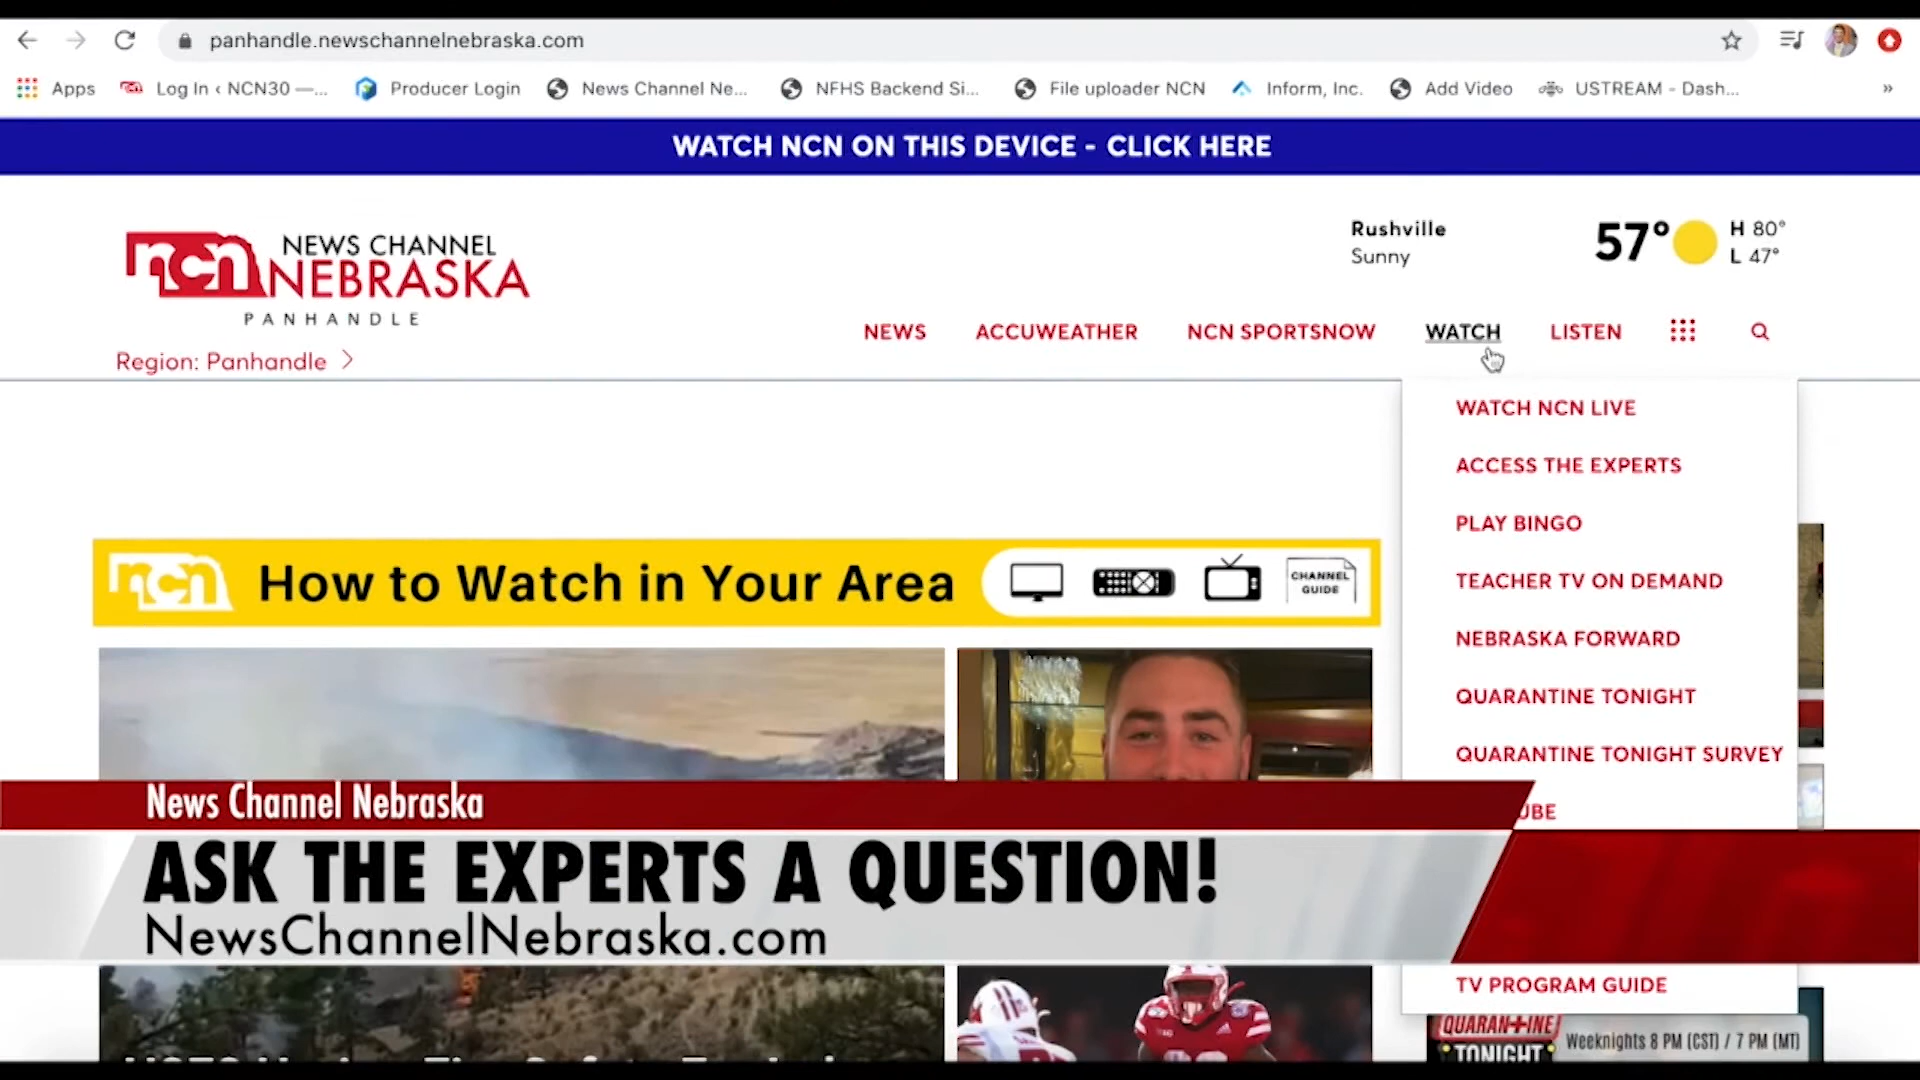 panhandle.newschannelnebraska.com
Apps
ncn Log In ‹ NCN30 —...
Producer Login
News Channel Ne...
NFHS Backend Si...
File uploader NCN
Inform, Inc.
Add Video
USTREAM - Dash...
»
WATCH NCN ON THIS DEVICE - CLICK HERE
ncn NEWS CHANNEL
NEBRASKA
PANHANDLE
Region: Panhandle
Rushville
Sunny
57°
H 80°
L 47°
NEWS ACCUWEATHER NCN SPORTSNOW WATCH LISTEN
WATCH NCN LIVE
ACCESS THE EXPERTS
PLAY BINGO
TEACHER TV ON DEMAND
NEBRASKA FORWARD
QUARANTINE TONIGHT
QUARANTINE TONIGHT SURVEY
UBE
TV PROGRAM GUIDE
ncn How to Watch in Your Area
CHANNEL
GUIDE
News Channel Nebraska
ASK THE EXPERTS A QUESTION!
NewsChannelNebraska.com
QUARANTINE
TONIGHT
Weeknights 8 PM (CST) / 7 PM (MT)